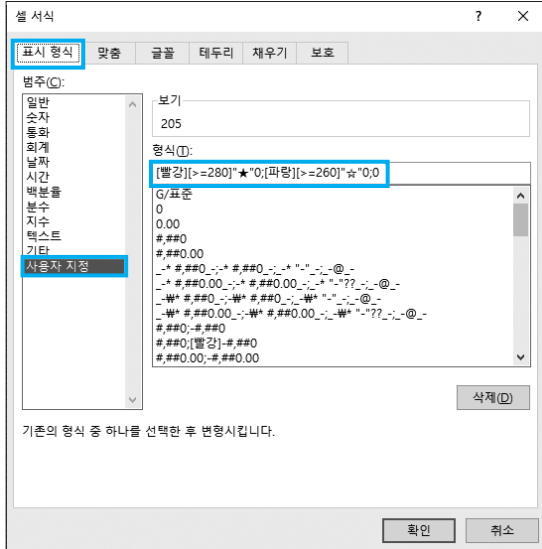 셀 서식 ? ×
표시 형식 맞춤 글꼴 테두리 채우기 보호
범주(C):
일반
숫자
통화
회계
날짜
시간
백분율
분수
지수
텍스트
기타
사용자 지정
보기
205
형식(T):
[빨강][>=280]"★"0;[파랑][>=260]"☆"0;0
G/표준
0
0.00
#,##0
#,##0.00
_-* #,##0_-;-* #,##0_-;_-* "-"_-;_-@_-
_-* #,##0.00_-;-* #,##0.00_-;_-* "-"??_-;_-@_-
_-₩* #,##0_-;-₩* #,##0_-;_-₩* "-"_-;_-@_-
_-₩* #,##0.00_-;-₩* #,##0.00_-;_-₩* "-"??_-;_-@_-
#,##0;-#,##0
#,##0;[빨강]-#,##0
#,##0.00;-#,##0.00
삭제(D)
기존의 형식 중 하나를 선택한 후 변형시킵니다.
확인 취소